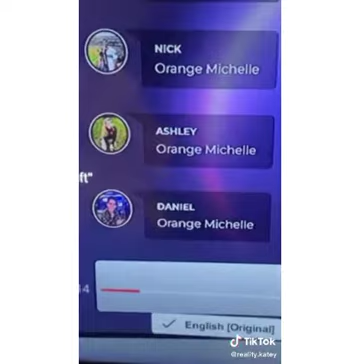 NICK
Orange Michelle
ASHLEY
Orange Michelle
ft"
DANIEL
Orange Michelle
English [Original]
TikTok
@reality.katey